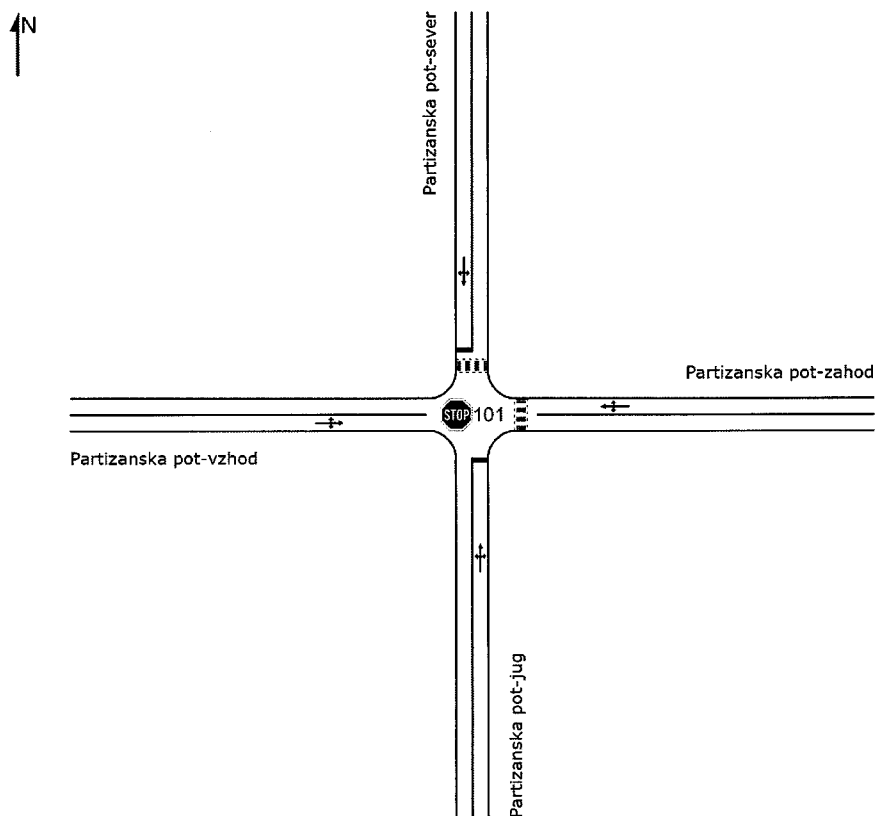 N
Partizanska pot-sever
Partizanska pot-zahod
STOP 101
Partizanska pot-vzhod
Partizanska pot-jug